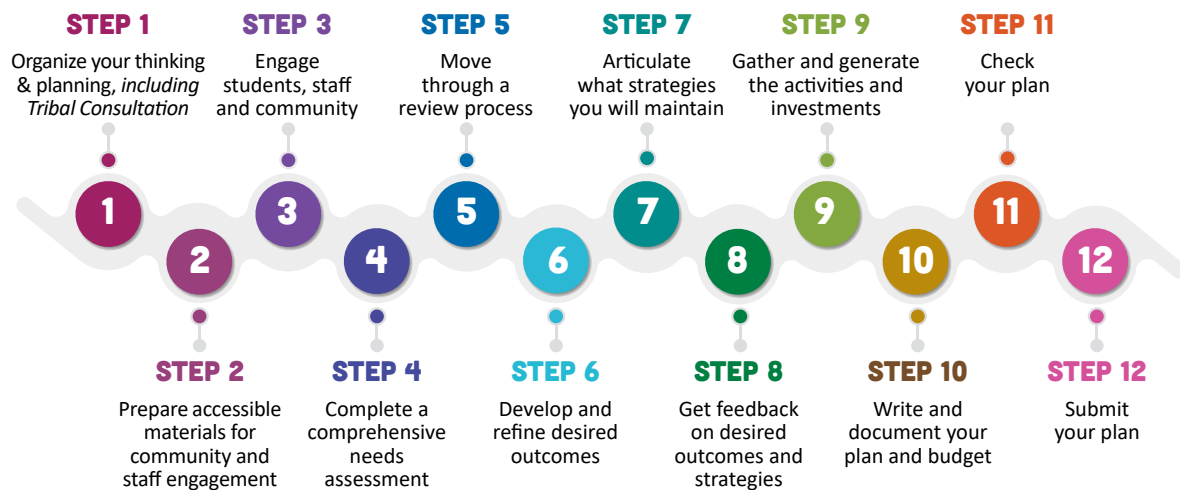 STEP 1
Organize your thinking
& planning, including
Tribal Consultation
STEP 3
Engage
students, staff
and community
STEP 5
Move
through a
review process
STEP 7
Articulate
what strategies
you will maintain
STEP 9
Gather and generate
the activities and
investments
STEP 11
Check
your plan
1
2
3
4
5
6
7
8
9
10
11
12
STEP 2
Prepare accessible
materials for
community and
staff engagement
STEP 4
Complete a
comprehensive
needs
assessment
STEP 6
Develop and
refine desired
outcomes
STEP 8
Get feedback
on desired
outcomes and
strategies
STEP 10
Write and
document your
plan and budget
STEP 12
Submit
your plan